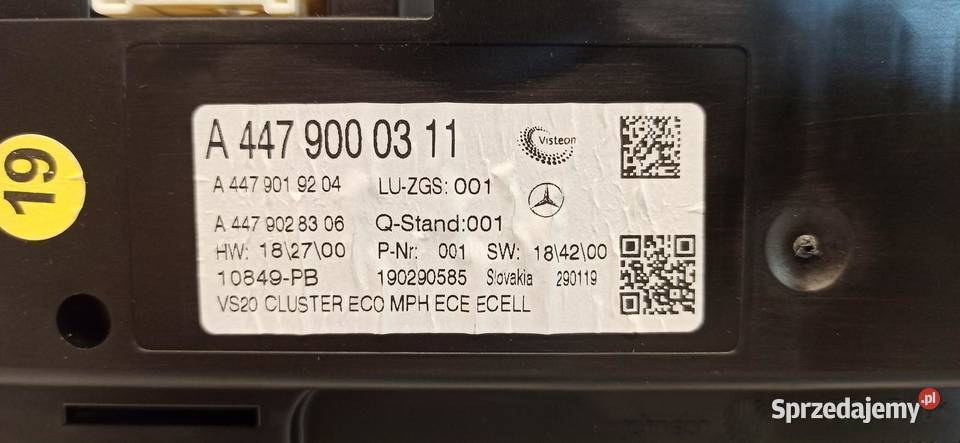 19
A 447 900 03 11
Visteon
A 447 901 92 04 LU-ZGS: 001
A 447 902 83 06 Q-Stand:001
HW: 18\27\00 P-Nr: 001 SW: 18\42\00
10849-PB 190290585 Slovakia 290119
VS20 CLUSTER ECO MPH ECE ECELL
Sprzedajemy.pl